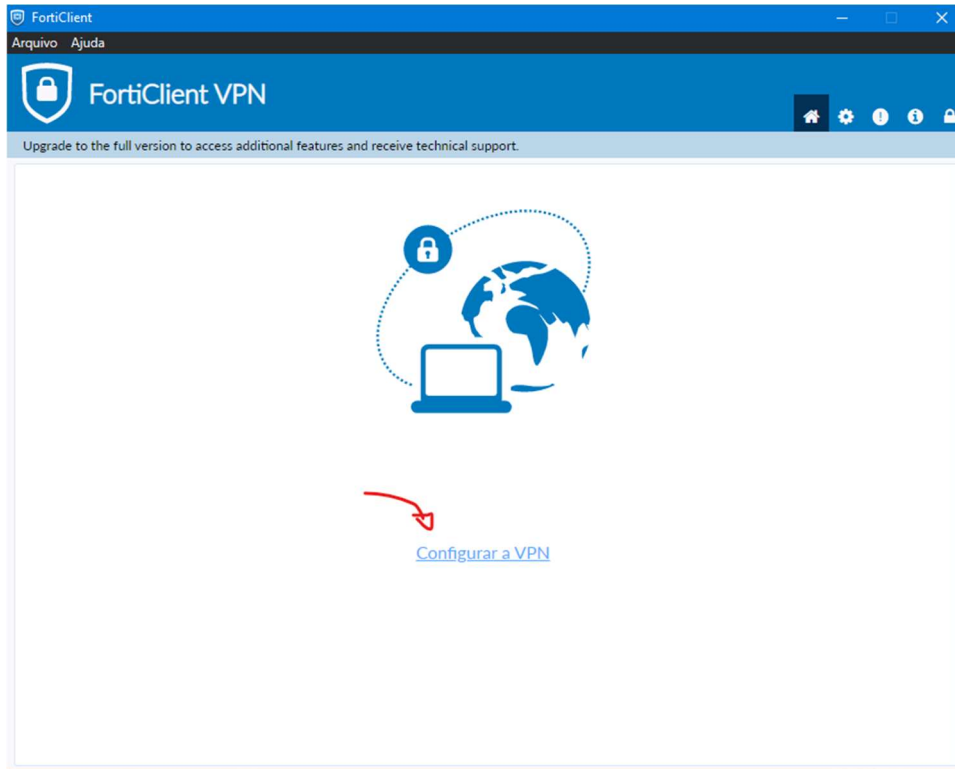 FortiClient
Arquivo Ajuda
FortiClient VPN
Upgrade to the full version to access additional features and receive technical support.
Configurar a VPN